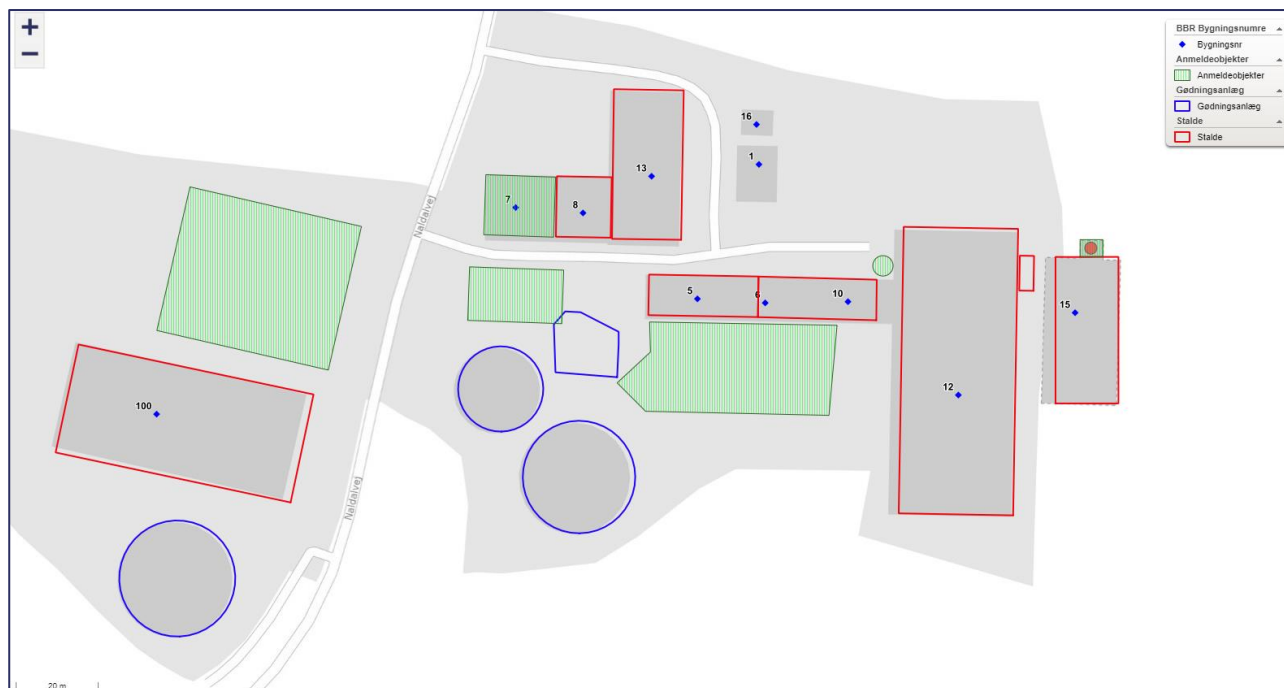 +
−
BBR Bygningsnumre
Bygningsnr
Anmeldeobjekter
Anmeldeobjekter
Gødningsanlæg
Gødningsanlæg
Stalde
Stalde
16
1
13
7
8
Naldalvej
5
6
10
15
12
100
Naldalvej
20 m